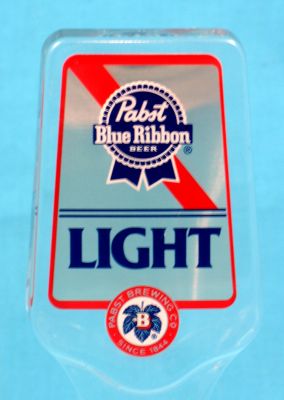 Pabst
Blue Ribbon
BEER
®
LIGHT
PABST BREWING CO
B
®
SINCE 1844